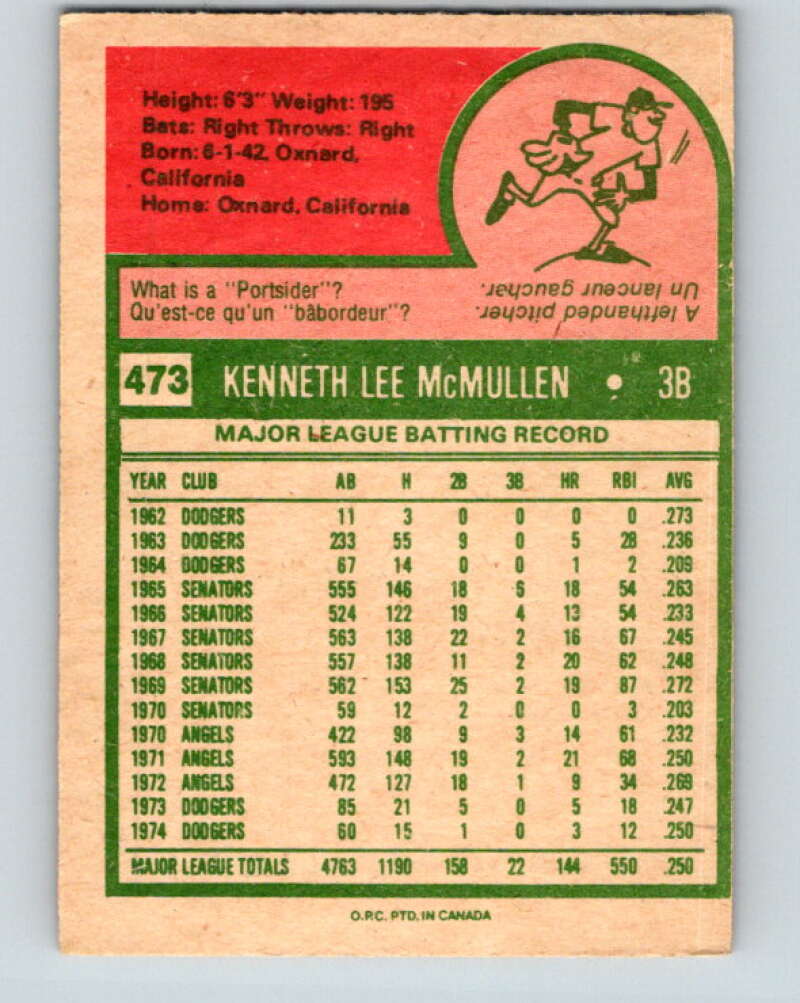 Height: 6'3" Weight: 195
Bats: Right Throws: Right
Born: 6-1-42, Oxnard,
California
Home: Oxnard, California
What is a "Portsider"?
Qu'est-ce qu'un "bâbordeur"?
A lefthanded pitcher.
Un lanceur gaucher.
473 KENNETH LEE McMULLEN • 3B
MAJOR LEAGUE BATTING RECORD
YEAR CLUB AB H 2B 3B HR RBI AVG
1962 DODGERS 11 3 0 0 0 0 .273
1963 DODGERS 233 55 9 0 5 28 .236
1964 DODGERS 67 14 0 0 1 2 .209
1965 SENATORS 555 146 18 6 18 54 .263
1966 SENATORS 524 122 19 4 13 54 .233
1967 SENATORS 563 138 22 2 16 67 .245
1968 SENATORS 557 138 11 2 20 62 .248
1969 SENATORS 562 153 25 2 19 87 .272
1970 SENATORS 59 12 2 0 0 3 .203
1970 ANGELS 422 98 9 3 14 61 .232
1971 ANGELS 593 148 19 2 21 68 .250
1972 ANGELS 472 127 18 1 9 34 .269
1973 DODGERS 85 21 5 0 5 18 .247
1974 DODGERS 60 15 1 0 3 12 .250
MAJOR LEAGUE TOTALS 4763 1190 158 22 144 550 .250
O.P.C. PTD. IN CANADA